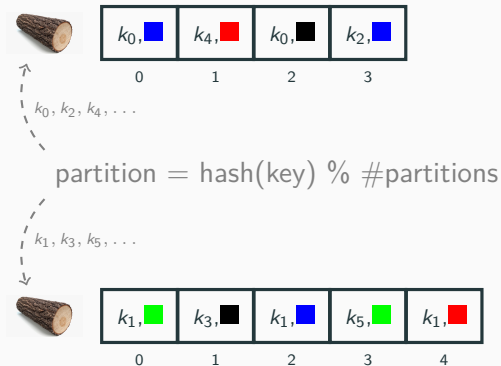 k₀, k₄, k₀, k₂,
0 1 2 3
k₀, k₂, k₄, . . .
partition = hash(key) % #partitions
k₁, k₃, k₅, . . .
k₁, k₃, k₁, k₅, k₁,
0 1 2 3 4